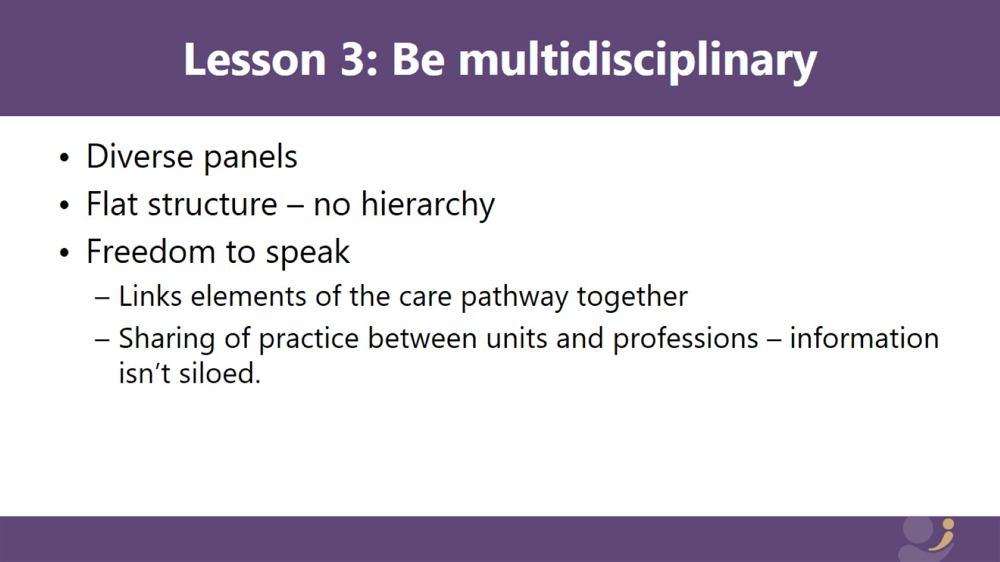 Lesson 3: Be multidisciplinary
• Diverse panels
• Flat structure – no hierarchy
• Freedom to speak
– Links elements of the care pathway together
– Sharing of practice between units and professions – information
isn’t siloed.